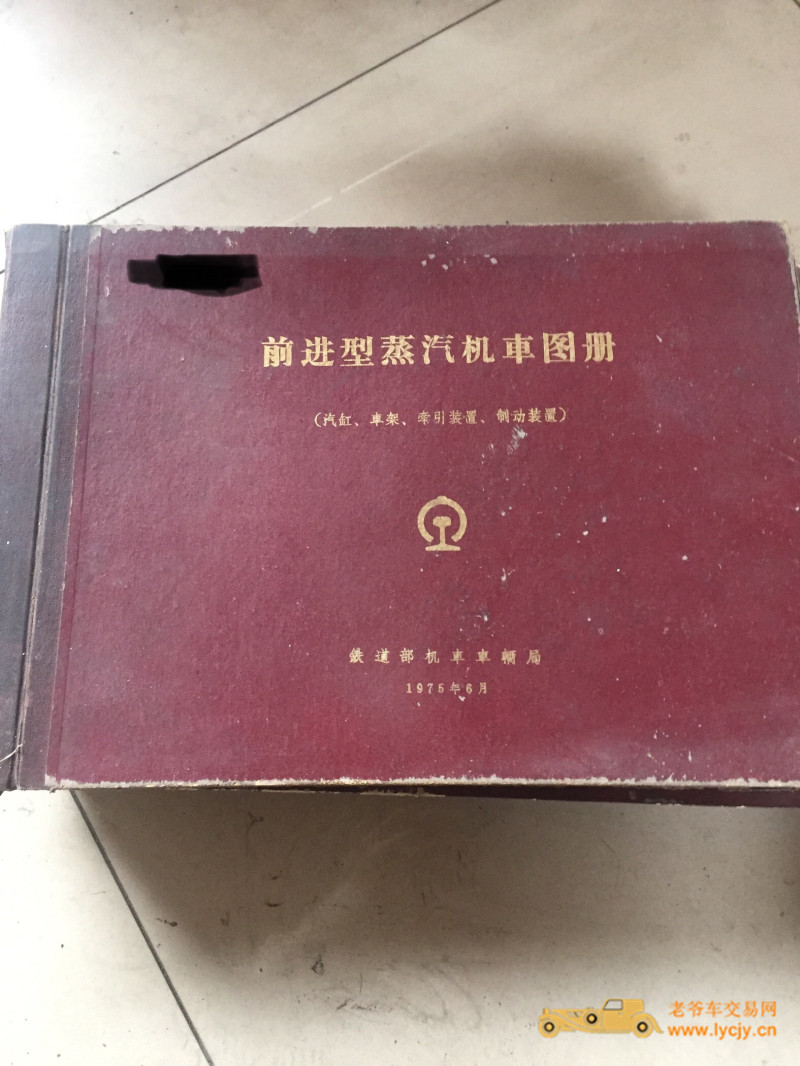 前进型蒸汽机車图册
（汽缸、車架、牵引装置、制动装置）
鉄道部机車車輛局
1975年6月
老爷车交易网
www.lycjy.cn